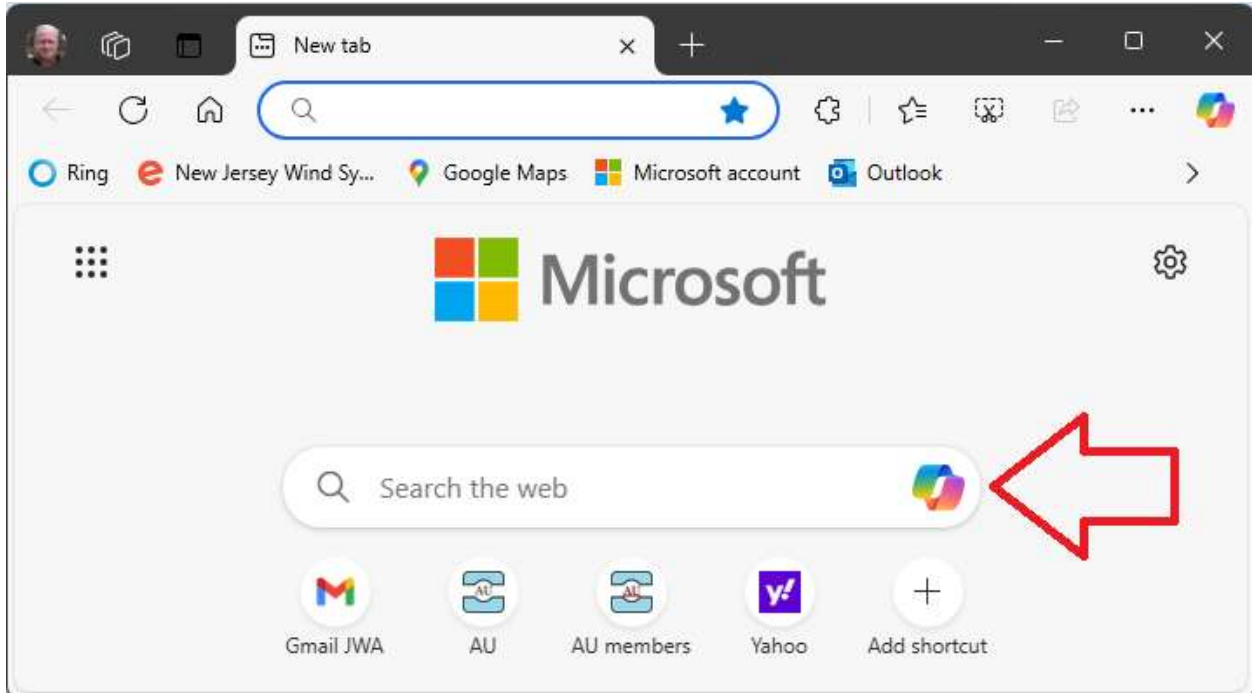 New tab
Ring New Jersey Wind Sy... Google Maps Microsoft account Outlook
Microsoft
Search the web
Gmail JWA AU AU members Yahoo Add shortcut